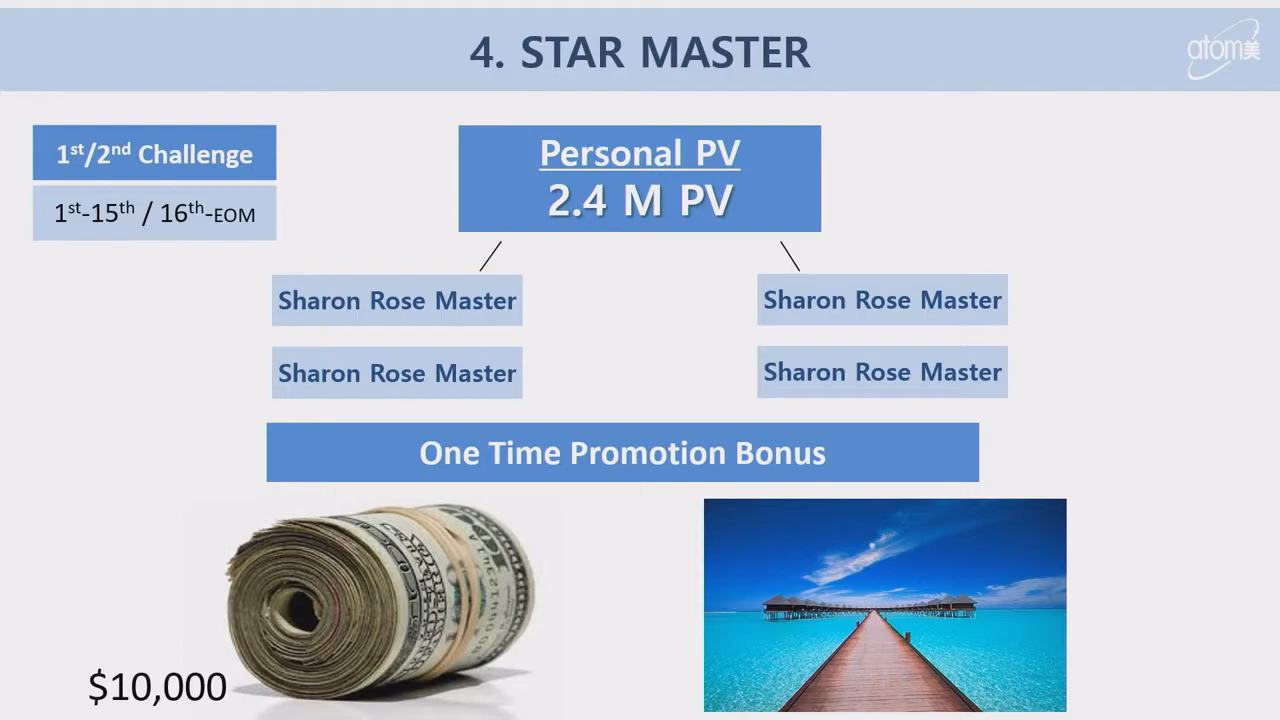 4. STAR MASTER
atom美
1st/2nd Challenge
1st-15th / 16th-EOM
Personal PV
2.4 M PV
Sharon Rose Master
Sharon Rose Master
Sharon Rose Master
Sharon Rose Master
One Time Promotion Bonus
$10,000